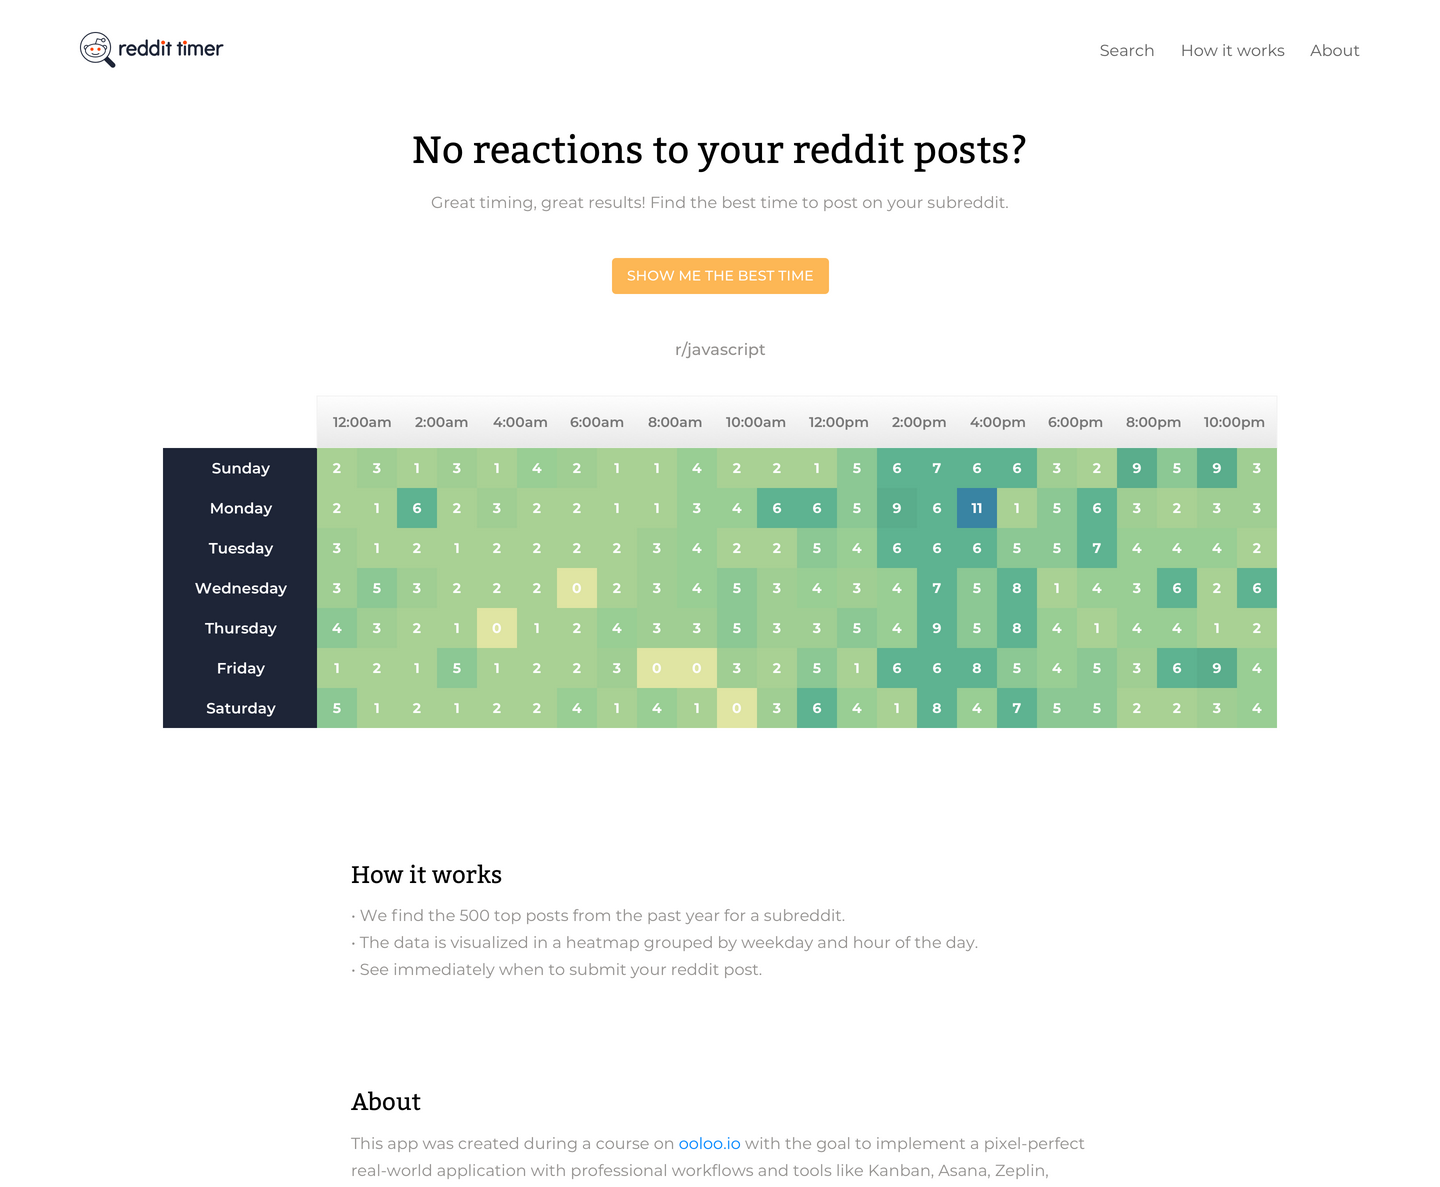 reddit timer
Search How it works About
No reactions to your reddit posts?
Great timing, great results! Find the best time to post on your subreddit.
SHOW ME THE BEST TIME
r/javascript
12:00am 2:00am 4:00am 6:00am 8:00am 10:00am 12:00pm 2:00pm 4:00pm 6:00pm 8:00pm 10:00pm
Sunday 2 3 1 3 1 4 2 1 1 4 2 2 1 5 6 7 6 6 3 2 9 5 9 3
Monday 2 1 6 2 3 2 2 1 1 3 4 6 6 5 9 6 11 1 5 6 3 2 3 3
Tuesday 3 1 2 1 2 2 2 2 3 4 2 2 5 4 6 6 6 5 5 7 4 4 4 2
Wednesday 3 5 3 2 2 2 0 2 3 4 5 3 4 3 4 7 5 8 1 4 3 6 2 6
Thursday 4 3 2 1 0 1 2 4 3 3 5 3 3 5 4 9 5 8 4 1 4 4 1 2
Friday 1 2 1 5 1 2 2 3 0 0 3 2 5 1 6 6 8 5 4 5 3 6 9 4
Saturday 5 1 2 1 2 2 4 1 4 1 0 3 6 4 1 8 4 7 5 5 2 2 3 4
How it works
• We find the 500 top posts from the past year for a subreddit.
• The data is visualized in a heatmap grouped by weekday and hour of the day.
• See immediately when to submit your reddit post.
About
This app was created during a course on ooloo.io with the goal to implement a pixel-perfect
real-world application with professional workflows and tools like Kanban, Asana, Zeplin,